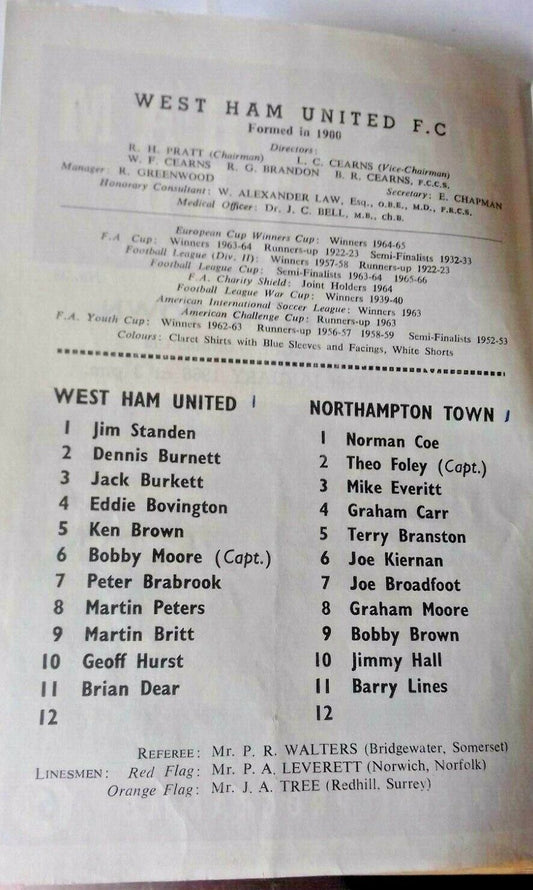 WEST HAM UNITED F.C
Formed in 1900
Directors:
R. H. PRATT (Chairman) L. C. CEARNS (Vice-Chairman)
W. F. CEARNS R. G. BRANDON B. R. CEARNS, F.C.C.S.
Manager: R. GREENWOOD Secretary: E. CHAPMAN
Honorary Consultant: W. ALEXANDER LAW, Esq., O.B.E., M.D., F.R.C.S.
Medical Officer: Dr. J. C. BELL, M.B., ch.B.
European Cup Winners Cup: Winners 1964-65
F.A Cup: Winners 1963-64 Runners-up 1922-23 Semi-Finalists 1932-33
Football League (Div. II): Winners 1957-58 Runners-up 1922-23
Football League Cup: Semi-Finalists 1963-64 1965-66
F.A. Charity Shield: Joint Holders 1964
Football League War Cup: Winners 1939-40
American International Soccer League: Winners 1963
American Challenge Cup: Runners-up 1963
F.A. Youth Cup: Winners 1962-63 Runners-up 1956-57 1958-59 Semi-Finalists 1952-53
Colours: Claret Shirts with Blue Sleeves and Facings, White Shorts
WEST HAM UNITED 1
1 Jim Standen
2 Dennis Burnett
3 Jack Burkett
4 Eddie Bovington
5 Ken Brown
6 Bobby Moore (Capt.)
7 Peter Brabrook
8 Martin Peters
9 Martin Britt
10 Geoff Hurst
11 Brian Dear
12
NORTHAMPTON TOWN 1
1 Norman Coe
2 Theo Foley (Capt.)
3 Mike Everitt
4 Graham Carr
5 Terry Branston
6 Joe Kiernan
7 Joe Broadfoot
8 Graham Moore
9 Bobby Brown
10 Jimmy Hall
11 Barry Lines
12
REFEREE: Mr. P. R. WALTERS (Bridgewater, Somerset)
LINESMEN: Red Flag: Mr. P. A. LEVERETT (Norwich, Norfolk)
Orange Flag: Mr. J. A. TREE (Redhill, Surrey)